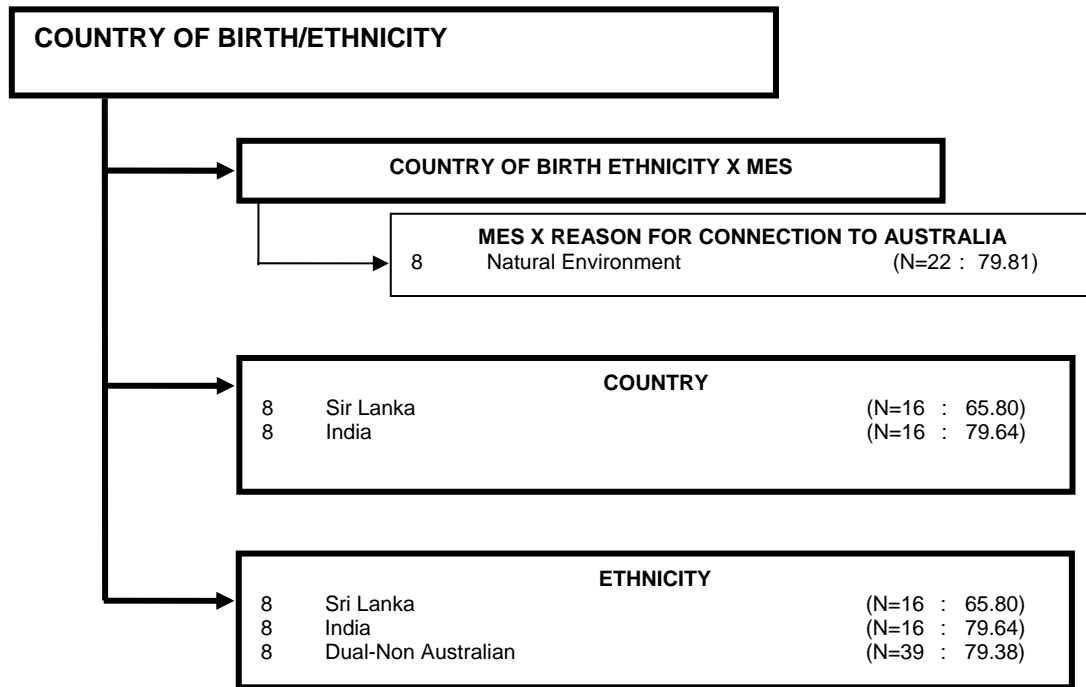 COUNTRY OF BIRTH/ETHNICITY
COUNTRY OF BIRTH ETHNICITY X MES
MES X REASON FOR CONNECTION TO AUSTRALIA
8 Natural Environment (N=22 : 79.81)
COUNTRY
8 Sir Lanka (N=16 : 65.80)
8 India (N=16 : 79.64)
ETHNICITY
8 Sri Lanka (N=16 : 65.80)
8 India (N=16 : 79.64)
8 Dual-Non Australian (N=39 : 79.38)